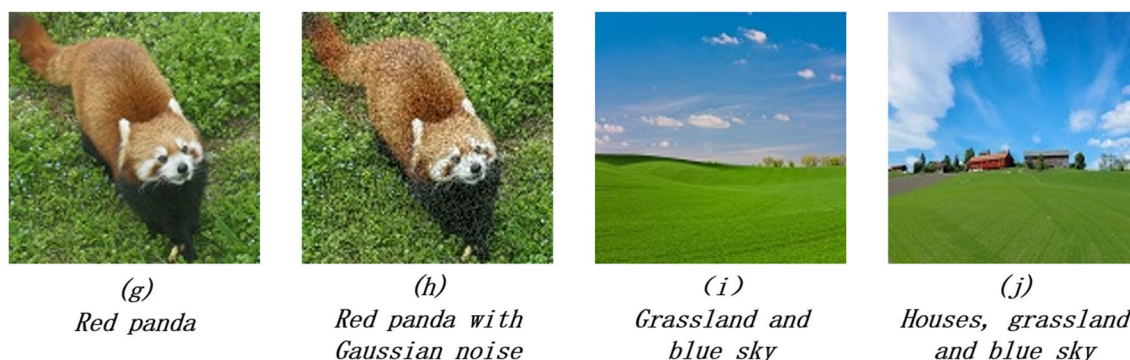 (g)
Red panda
(h)
Red panda with
Gaussian noise
(i)
Grassland and
blue sky
(j)
Houses, grassland
and blue sky